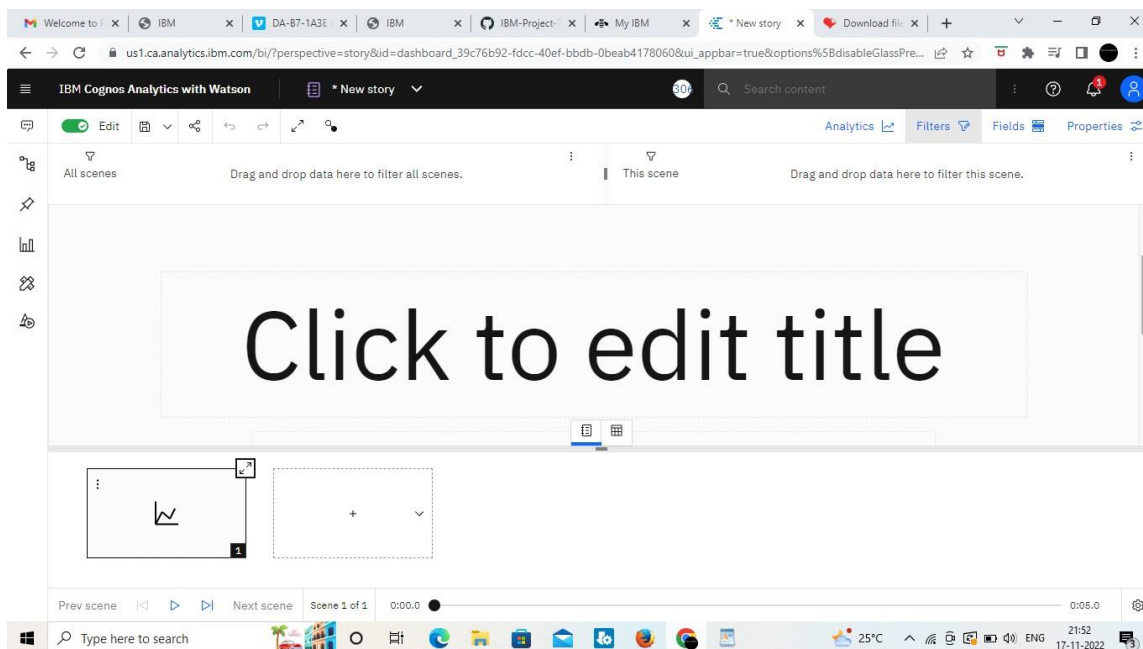 Welcome to
IBM
DA-B7-1A3E
IBM
IBM-Project-
My IBM
* New story
Download fil
us1.ca.analytics.ibm.com/bi/?perspective=story&id=dashboard_39c76b92-fdcc-40ef-bbdb-0beab4178060&ui_appbar=true&options%5BdisableGlassPre...
IBM Cognos Analytics with Watson
* New story
Search content
1
Edit
Analytics
Filters
Fields
Properties
All scenes
Drag and drop data here to filter all scenes.
This scene
Drag and drop data here to filter this scene.
Click to edit title
1
Prev scene
Next scene
Scene 1 of 1
0:00.0
0:05.0
Type here to search
25°C
ENG
21:52
17-11-2022
3